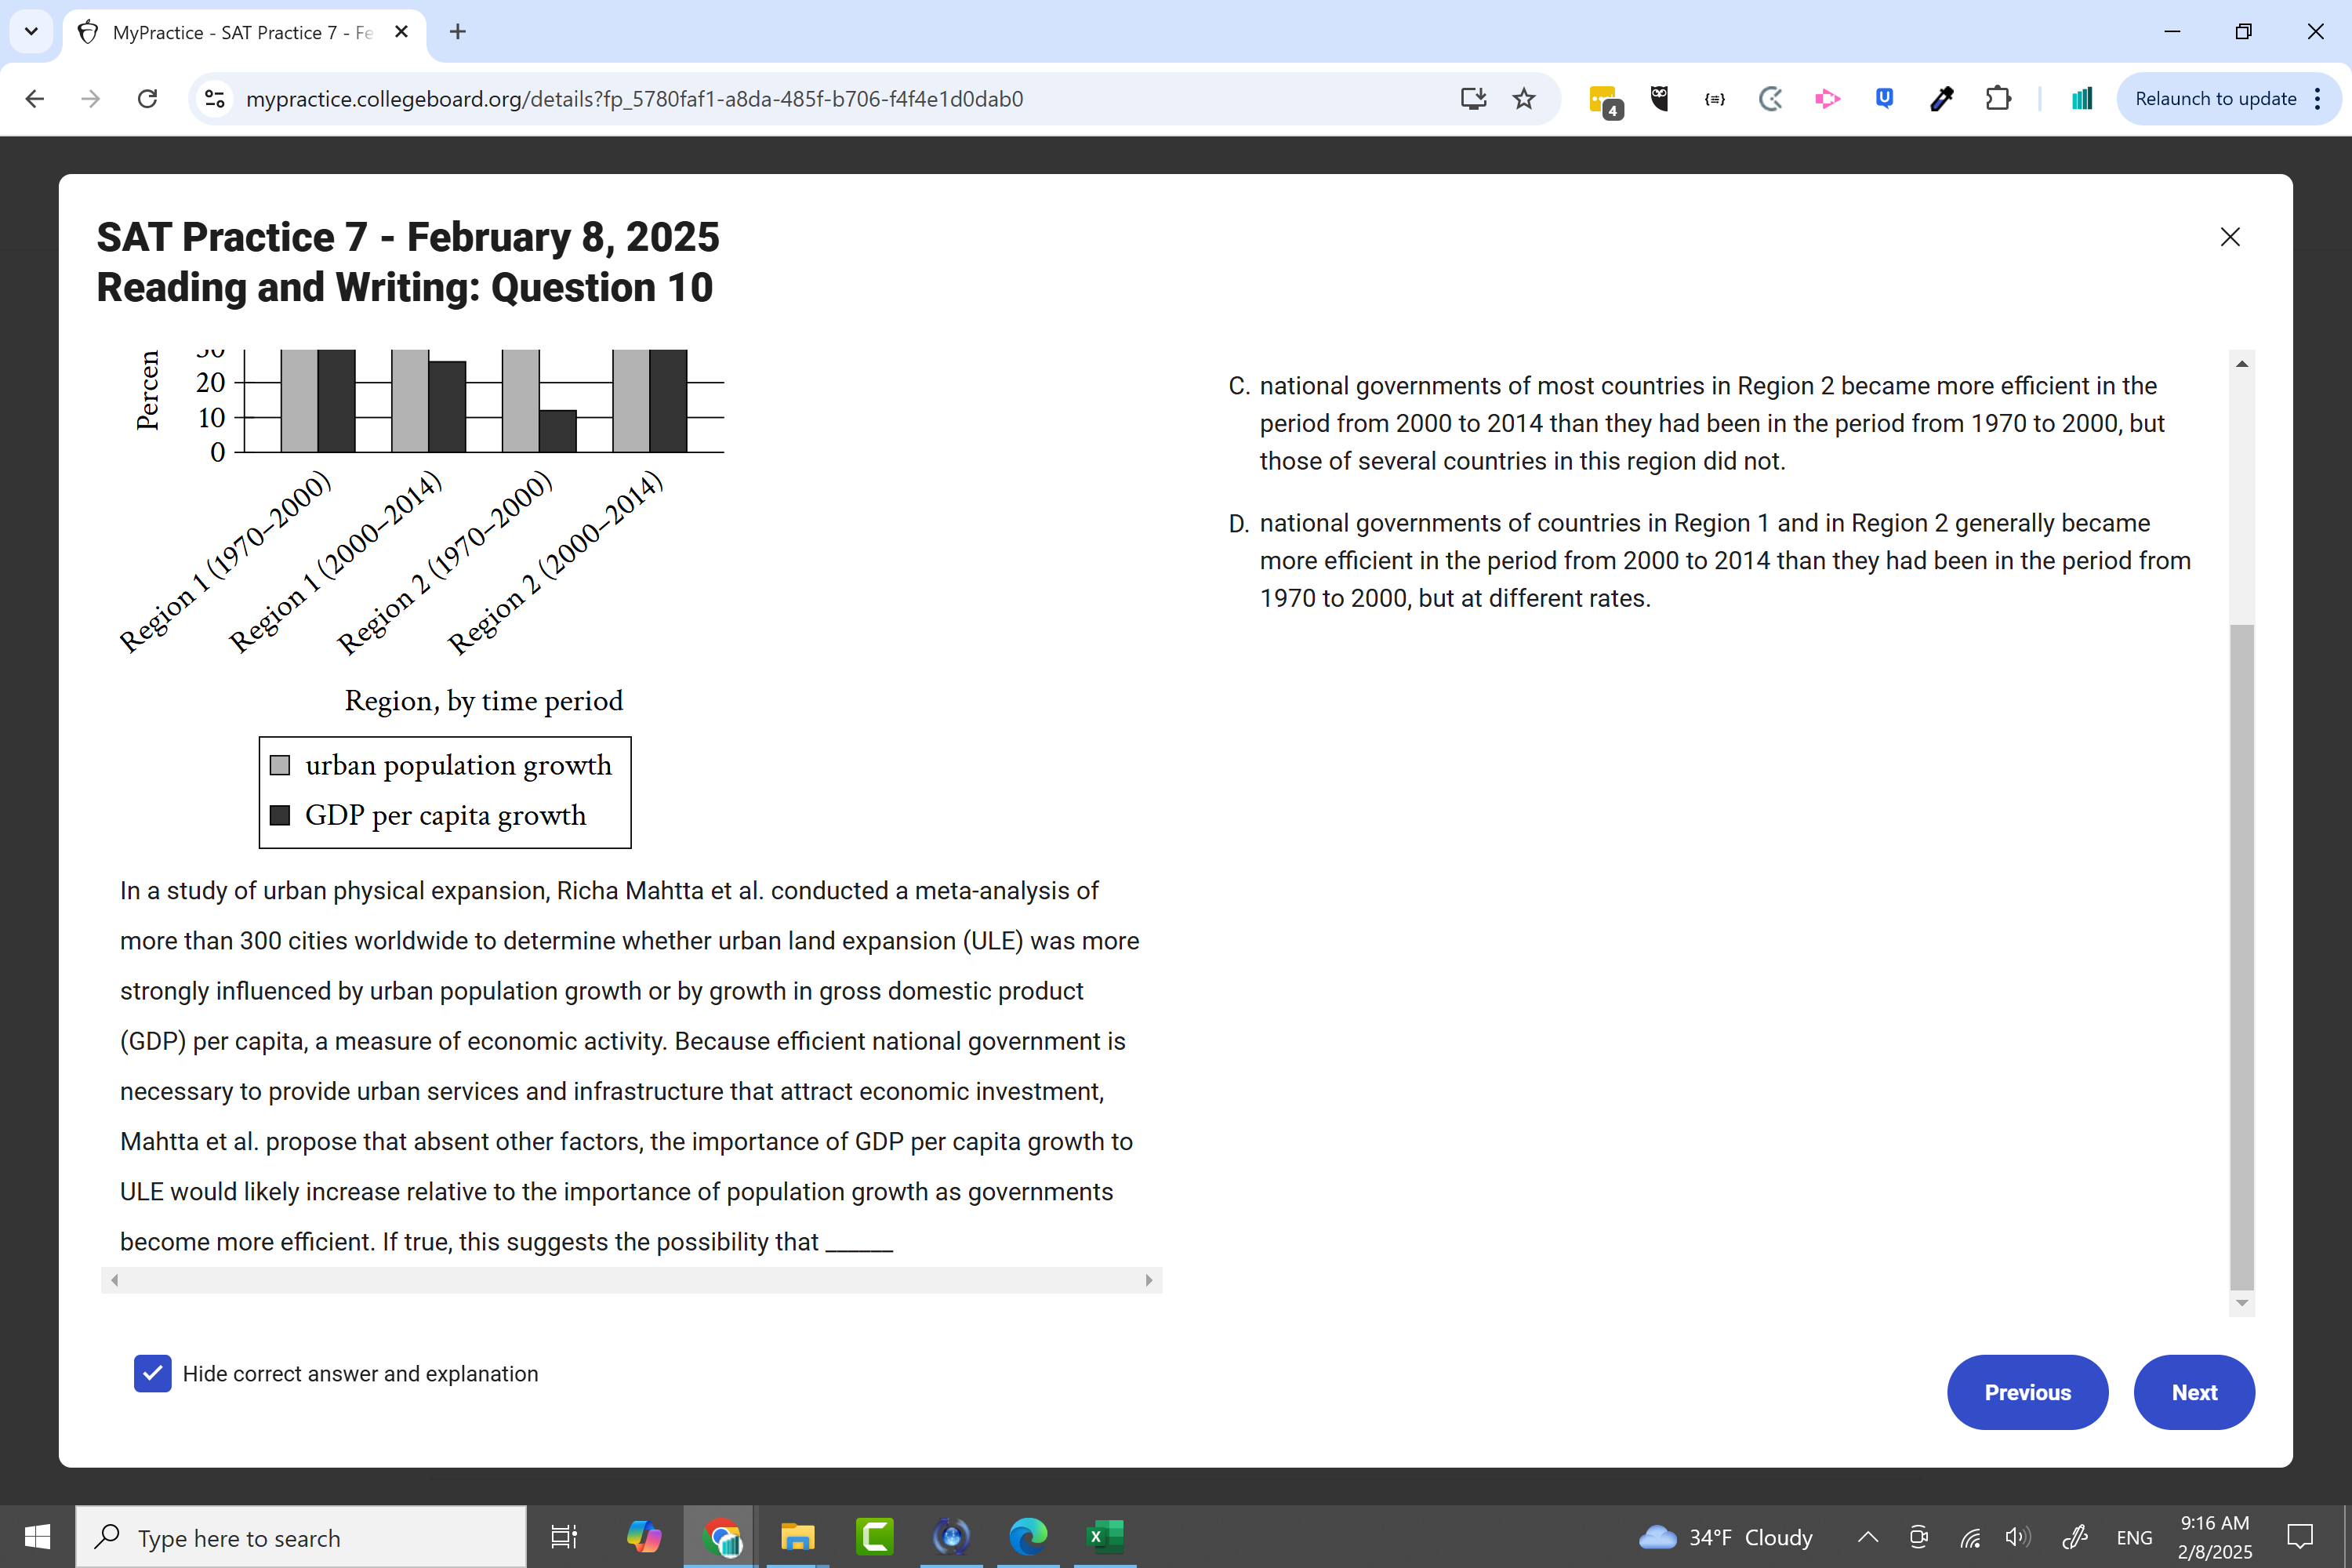 MyPractice - SAT Practice 7 - Fe
mypractice.collegeboard.org/details?fp_5780faf1-a8da-485f-b706-f4f4e1d0dab0
4
Relaunch to update
SAT Practice 7 - February 8, 2025
Reading and Writing: Question 10
Percen
30
20
10
0
Region 1 (1970–2000)
Region 1 (2000–2014)
Region 2 (1970–2000)
Region 2 (2000–2014)
Region, by time period
urban population growth
GDP per capita growth
In a study of urban physical expansion, Richa Mahtta et al. conducted a meta-analysis of
more than 300 cities worldwide to determine whether urban land expansion (ULE) was more
strongly influenced by urban population growth or by growth in gross domestic product
(GDP) per capita, a measure of economic activity. Because efficient national government is
necessary to provide urban services and infrastructure that attract economic investment,
Mahtta et al. propose that absent other factors, the importance of GDP per capita growth to
ULE would likely increase relative to the importance of population growth as governments
become more efficient. If true, this suggests the possibility that ______
C. national governments of most countries in Region 2 became more efficient in the
period from 2000 to 2014 than they had been in the period from 1970 to 2000, but
those of several countries in this region did not.
D. national governments of countries in Region 1 and in Region 2 generally became
more efficient in the period from 2000 to 2014 than they had been in the period from
1970 to 2000, but at different rates.
Hide correct answer and explanation
Previous
Next
Type here to search
34°F Cloudy
ENG
9:16 AM
2/8/2025